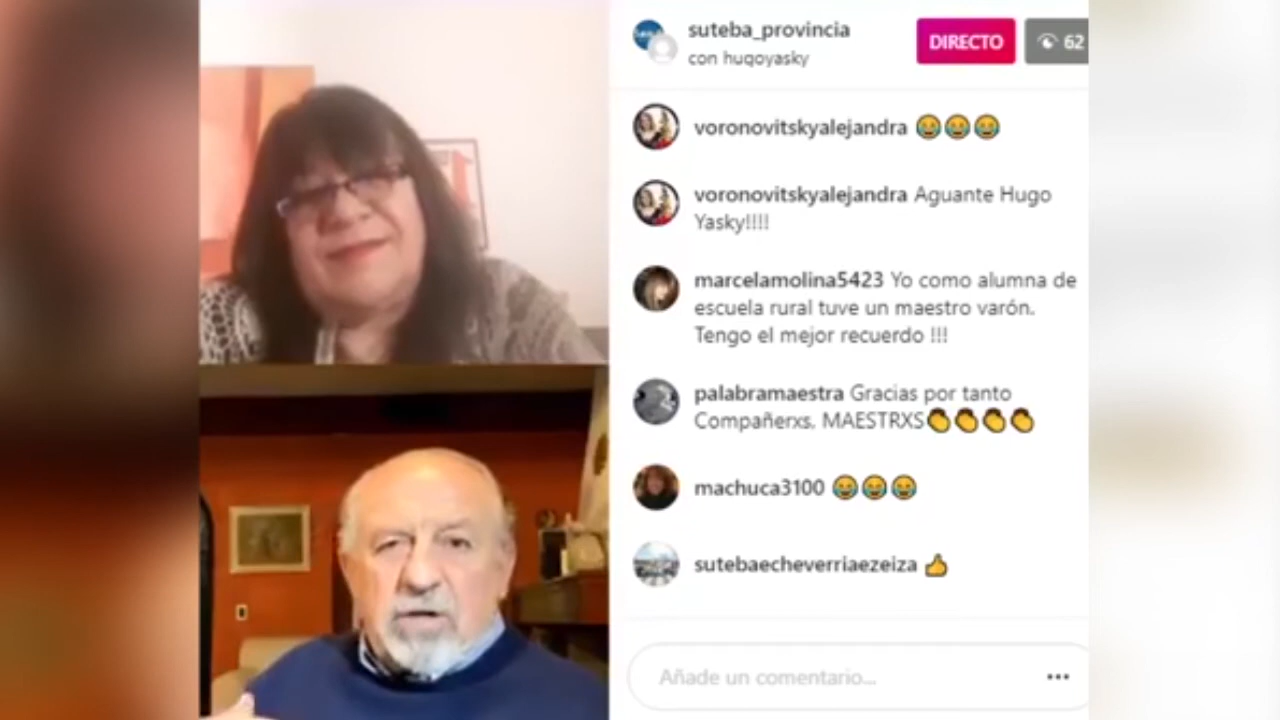 suteba_provincia
con hugoyasky
DIRECTO
62
voronovitskyalejandra 😂😂😂
voronovitskyalejandra Aguante Hugo
Yasky!!!!
marcelamolina5423 Yo como alumna de
escuela rural tuve un maestro varón.
Tengo el mejor recuerdo !!!
palabramaestra Gracias por tanto
Compañerxs. MAESTRXS👏👏👏👏
machuca3100 😂😂😂
sutebaecheverriaezeiza 👍
Añade un comentario...